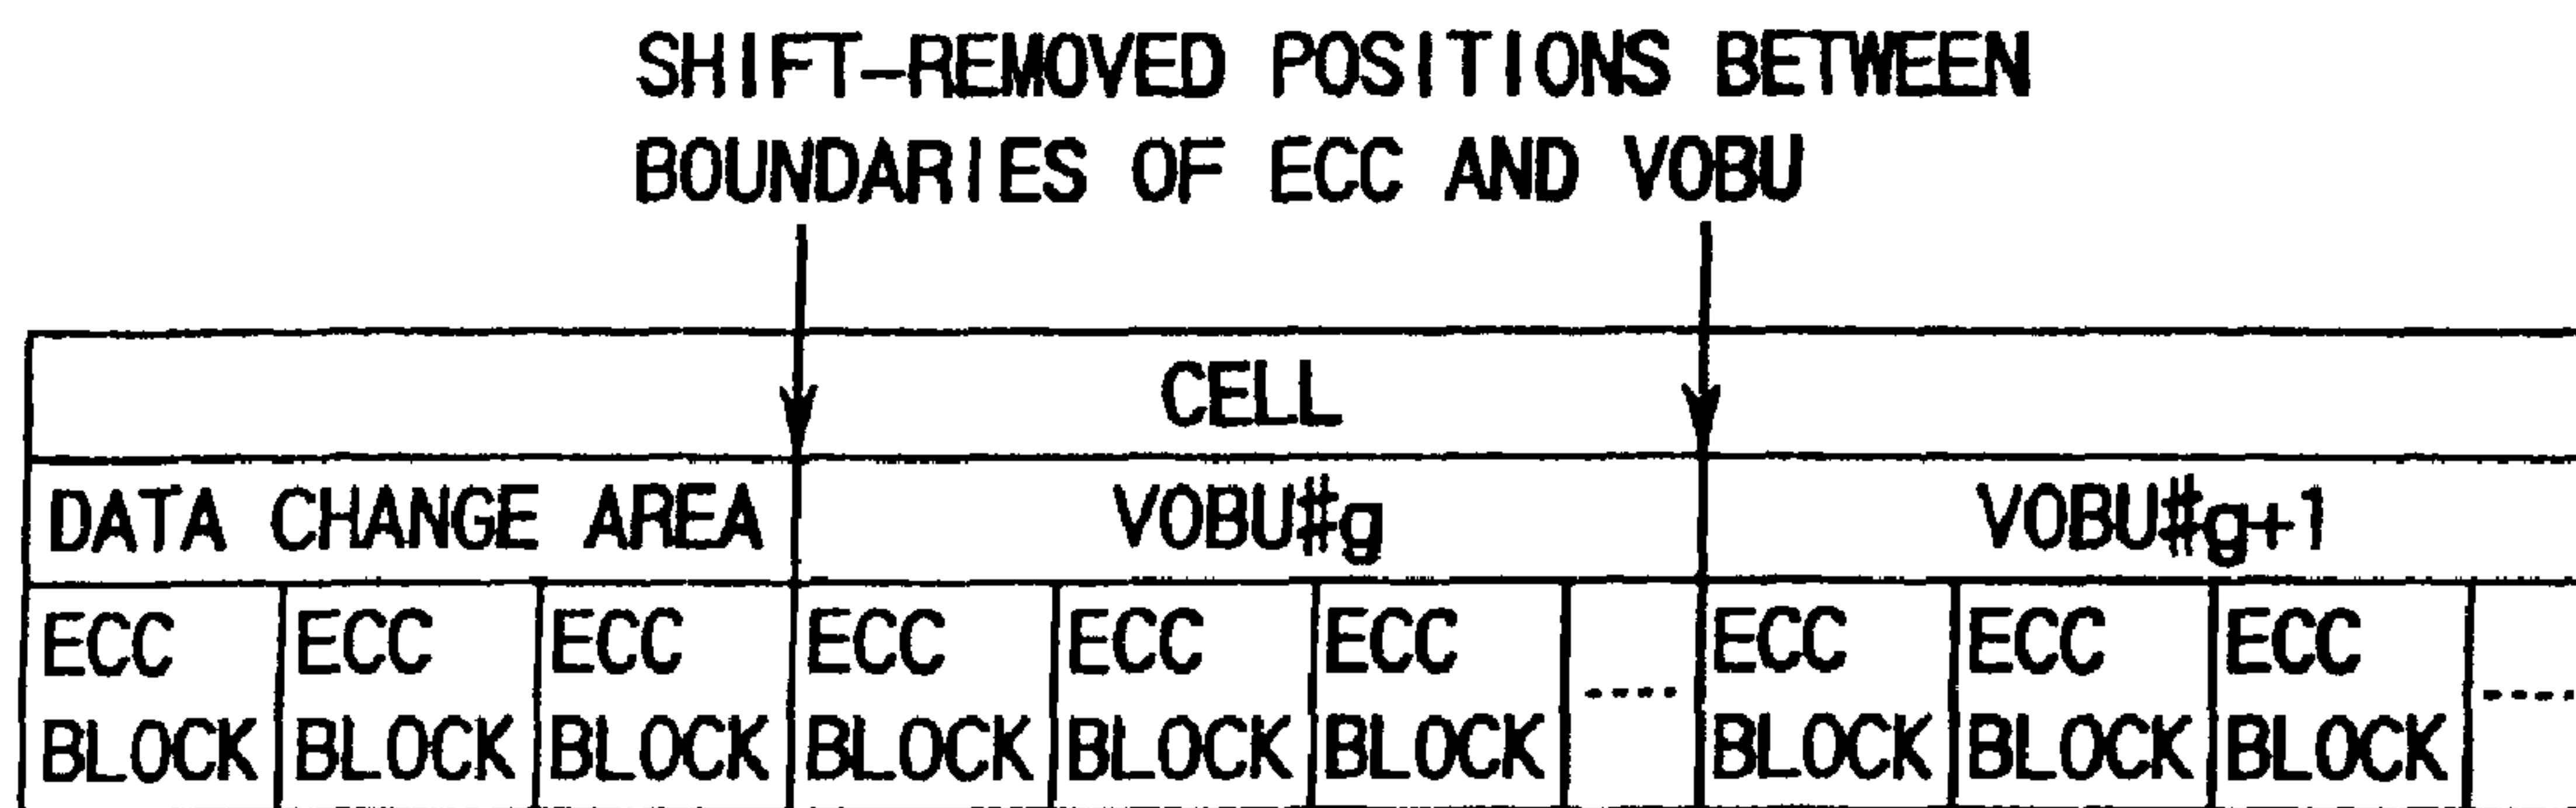 SHIFT-REMOVED POSITIONS BETWEEN
BOUNDARIES OF ECC AND VOBU
CELL
DATA CHANGE AREA VOBU#g VOBU#g+1
ECC ECC ECC ECC ECC ECC ECC ECC ECC
BLOCK BLOCK BLOCK BLOCK BLOCK BLOCK ---- BLOCK BLOCK BLOCK ----